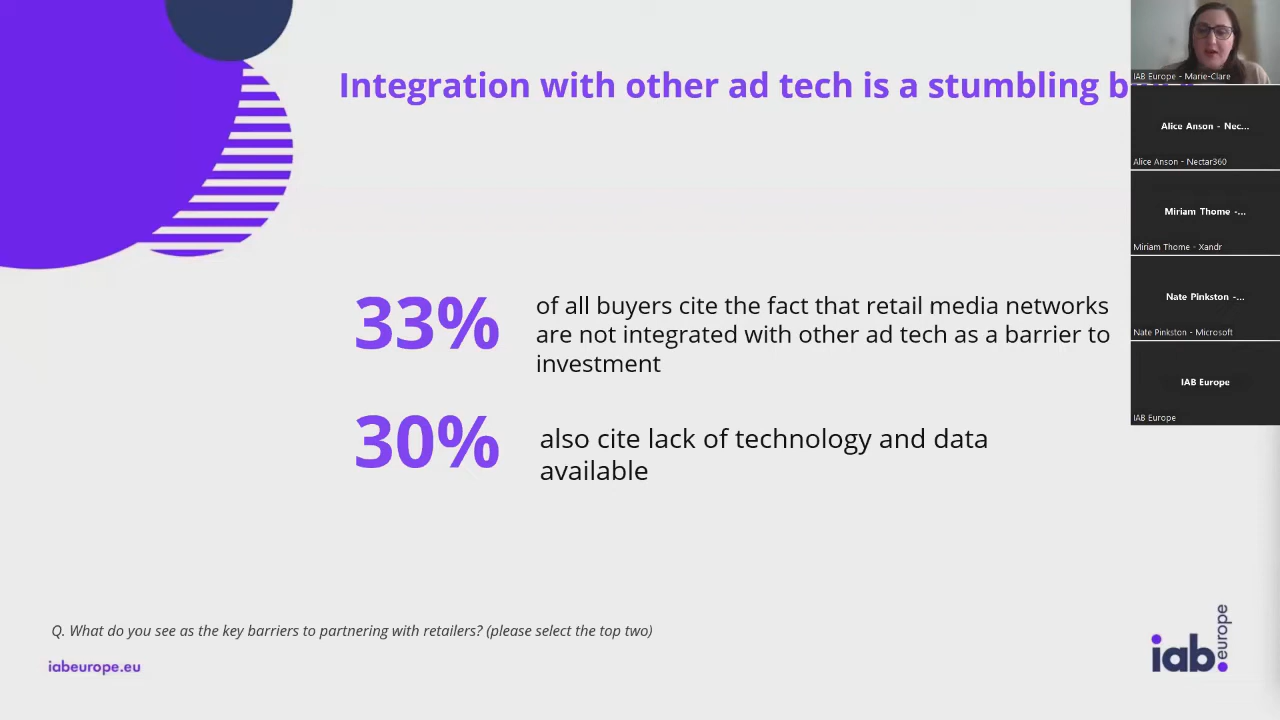 Integration with other ad tech is a stumbling
33%
of all buyers cite the fact that retail media networks
are not integrated with other ad tech as a barrier to
investment
30%
also cite lack of technology and data
available
Q. What do you see as the key barriers to partnering with retailers? (please select the top two)
iabeurope.eu
iab.
europe
IAB Europe - Marie-Clare
Alice Anson - Nec...
Alice Anson - Nectar360
Miriam Thome -...
Miriam Thome - Xandr
Nate Pinkston -...
Nate Pinkston - Microsoft
IAB Europe
IAB Europe